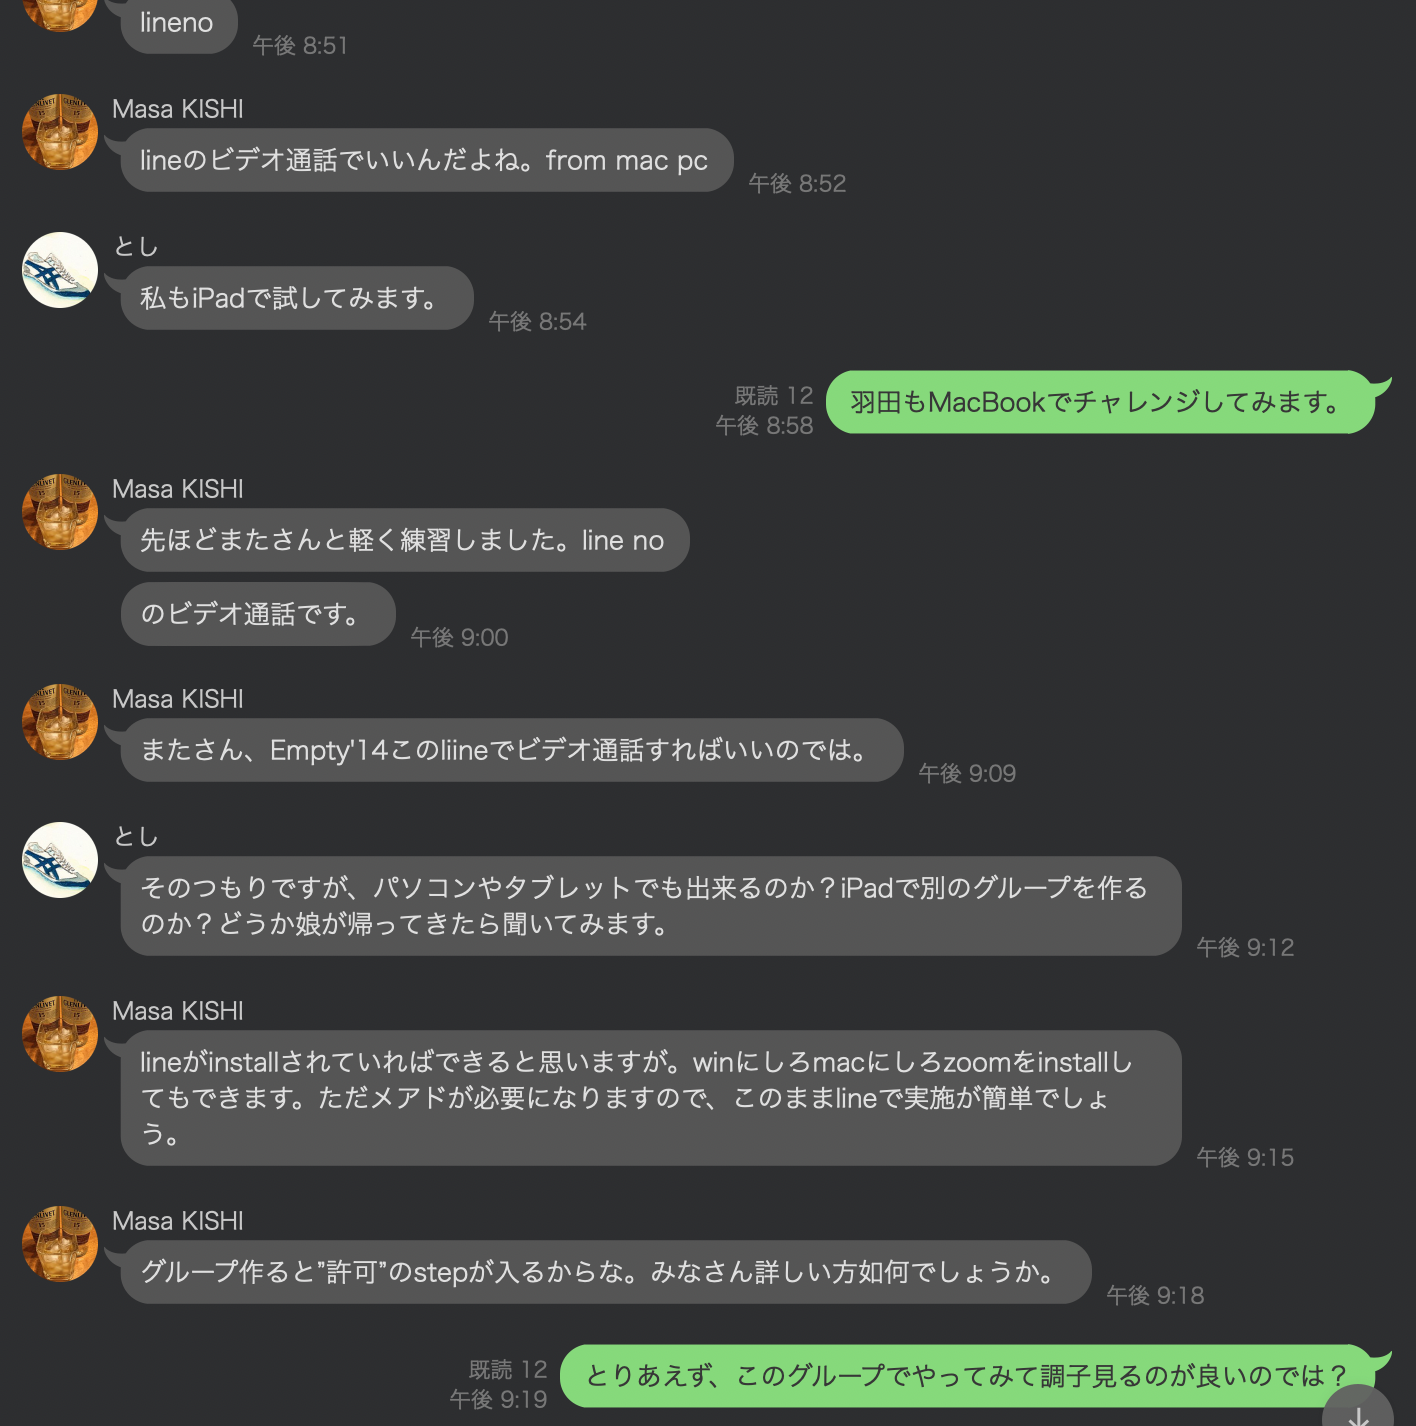 lineno
午後 8:51
Masa KISHI
lineのビデオ通話でいいんだよね。from mac pc
午後 8:52
とし
私もiPadで試してみます。
午後 8:54
既読 12
午後 8:58
羽田もMacBookでチャレンジしてみます。
Masa KISHI
先ほどまたさんと軽く練習しました。line no
のビデオ通話です。
午後 9:00
Masa KISHI
またさん、Empty'14このliineでビデオ通話すればいいのでは。
午後 9:09
とし
そのつもりですが、パソコンやタブレットでも出来るのか？iPadで別のグループを作る
のか？どうか娘が帰ってきたら聞いてみます。
午後 9:12
Masa KISHI
lineがinstallされていればできると思いますが。winにしろmacにしろzoomをinstallし
てもできます。ただメアドが必要になりますので、このままlineで実施が簡単でしょ
う。
午後 9:15
Masa KISHI
グループ作ると”許可”のstepが入るからな。みなさん詳しい方如何でしょうか。
午後 9:18
既読 12
午後 9:19
とりあえず、このグループでやってみて調子見るのが良いのでは？